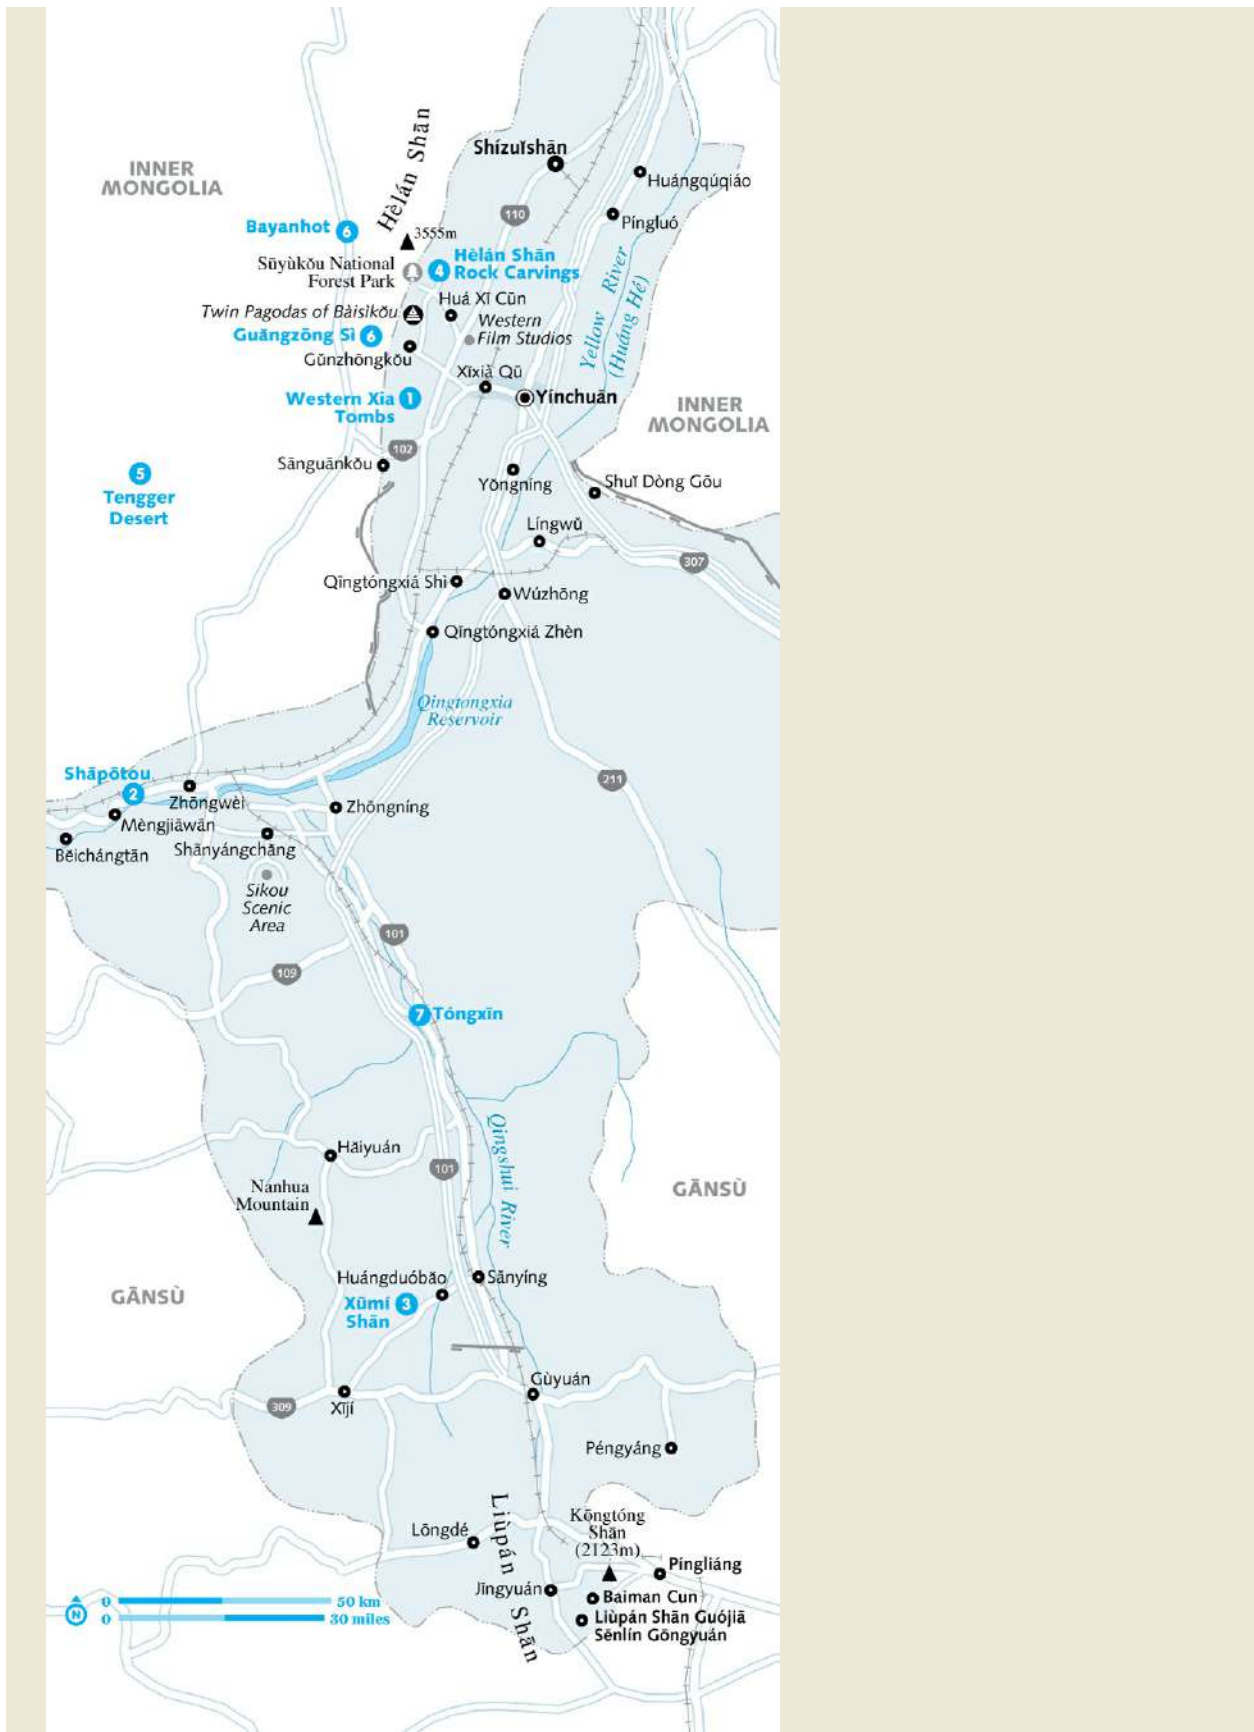 Hèlán Shān
Shízuǐshān
INNER
MONGOLIA
Huángqúqiáo
110
Píngluó
Bayanhot 6
3555m
Hèlán Shān
4 Rock Carvings
Sūyùkǒu National
Forest Park
Yellow River
(Huáng Hé)
Huá Xī Cūn
Twin Pagodas of Bàisìkǒu
Western
Film Studios
Guǎngzōng Sì 6
Gǔnzhōngkǒu
Xīxià Qū
Western Xia 1
Tombs
Yínchuān
INNER
MONGOLIA
102
Sānguānkǒu
5
Tengger
Desert
Yǒngníng
Shuǐ Dòng Gōu
Língwǔ
307
Qīngtóngxiá Shì
Wúzhōng
Qīngtóngxiá Zhèn
Qingtongxia
Reservoir
Shāpōtou
2
211
Zhōngwèi
Zhōngníng
Mèngjiāwān
Běichángtān
Shānyángchǎng
Sikou
Scenic
Area
101
109
7 Tóngxīn
Qingshui River
Hǎiyuán
101
Nanhua
Mountain
GĀNSÙ
GĀNSÙ
Huángduóbǎo
Sānyíng
Xūmí 3
Shān
Gùyuán
309
Xījí
Péngyáng
Liùpán Shān
Kōngtóng
Shān
(2123m)
Lōngdé
Píngliáng
Jīngyuán
Baiman Cun
Liùpán Shān Guójiā
Sēnlín Gōngyuán
N
0 50 km
0 30 miles